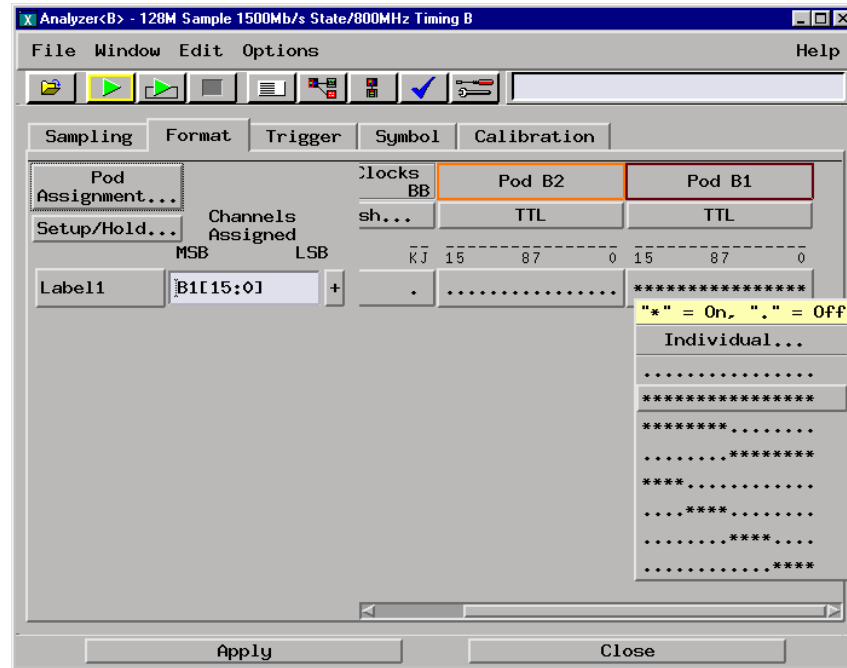 Analyzer<B> - 128M Sample 1500Mb/s State/800MHz Timing B
File Window Edit Options Help
Sampling Format Trigger Symbol Calibration
Pod
Assignment...
Setup/Hold...
Channels
Assigned
MSB LSB
Clocks
BB
Pod B2
Pod B1
sh...
TTL
TTL
KJ 15 87 0 15 87 0
Label1 B1[15:0] + . ................ ****************
"*" = On, "." = Off
Individual...
................
****************
********........
........********
****............
....****........
........****....
............****
Apply Close